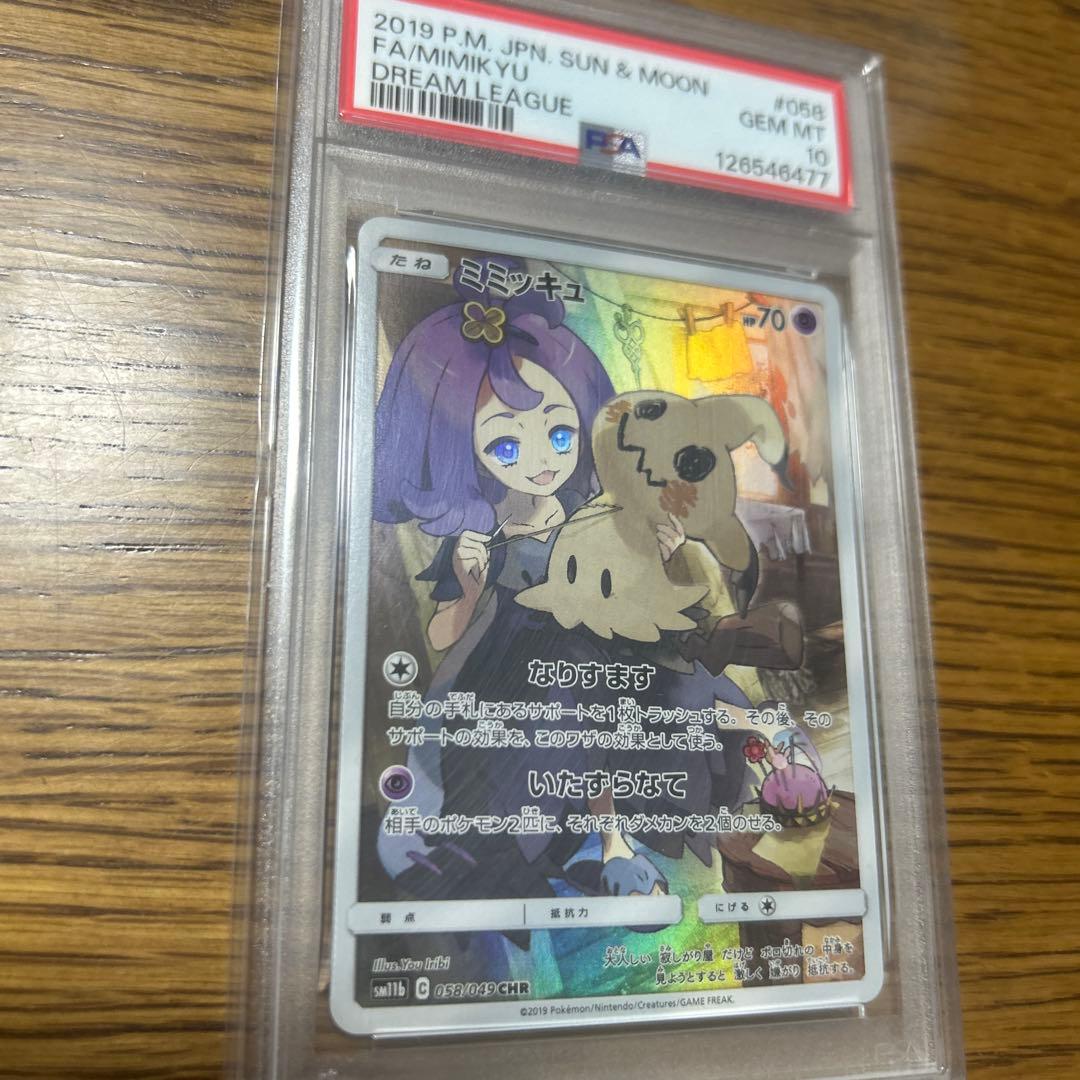 2019 P.M. JPN. SUN & MOON #058
FA/MIMIKYU GEM MT
DREAM LEAGUE 10
PSA 126546477
たね ミミッキュ HP70
なりすます
自分の手札にあるサポートを1枚トラッシュする。その後、その
サポートの効果を、このワザの効果として使う。
いたずらなて
相手のポケモン2匹に、それぞれダメカンを2個のせる。
弱点 抵抗力 にげる
大人しい 寂しがり屋 だけど ボロ切れの 中身を
見ようとすると 激しく 嫌がり 抵抗する。
Illus. You Iribi
sm11b C 058/049 CHR
©2019 Pokémon/Nintendo/Creatures/GAME FREAK.